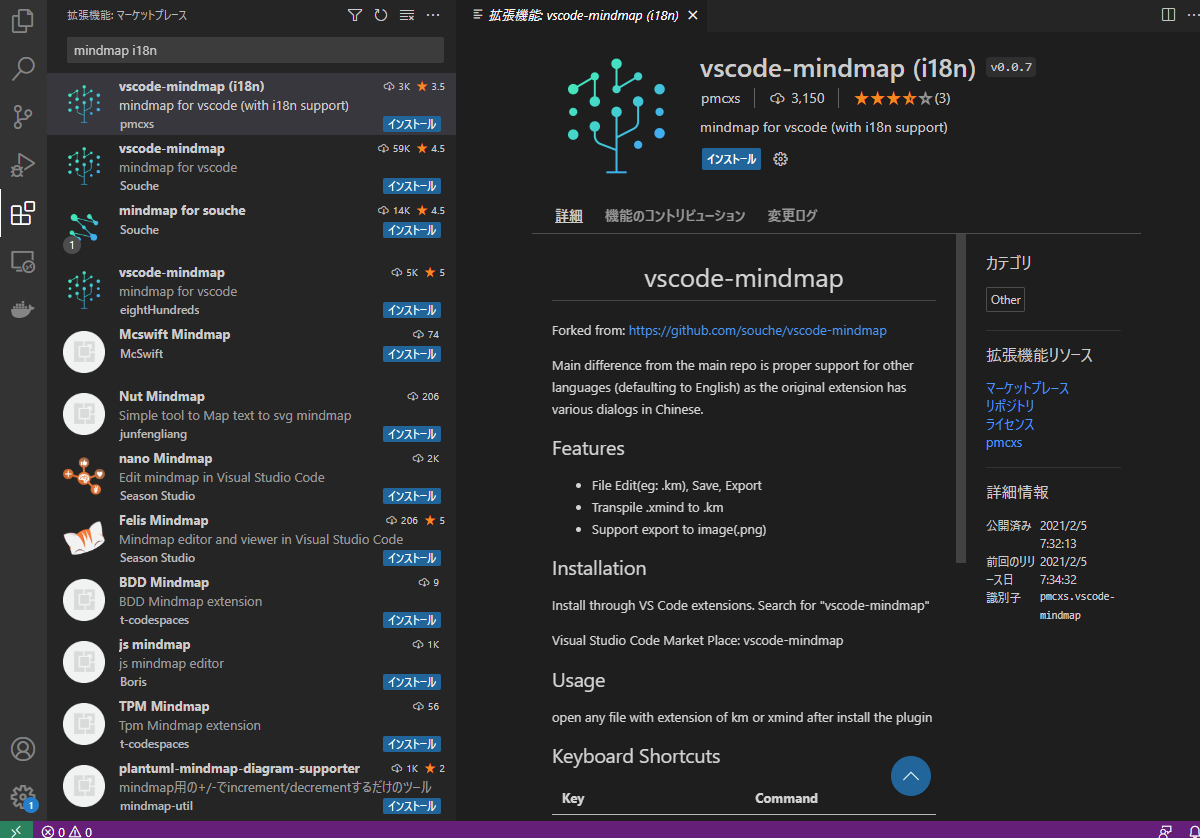 拡張機能: マーケットプレース
mindmap i18n
vscode-mindmap (i18n) 3K 3.5
mindmap for vscode (with i18n support)
pmcxs インストール
vscode-mindmap 59K 4.5
mindmap for vscode
Souche インストール
mindmap for souche 14K 4.5
Souche インストール
1
vscode-mindmap 5K 5
mindmap for vscode
eightHundreds インストール
Mcswift Mindmap 74
McSwift インストール
Nut Mindmap 206
Simple tool to Map text to svg mindmap
junfengliang インストール
nano Mindmap 2K
Edit mindmap in Visual Studio Code
Season Studio インストール
Felis Mindmap 206 5
Mindmap editor and viewer in Visual Studio Code
Season Studio インストール
BDD Mindmap 9
BDD Mindmap extension
t-codespaces インストール
js mindmap 1K
js mindmap editor
Boris インストール
TPM Mindmap 56
Tpm Mindmap extension
t-codespaces インストール
plantuml-mindmap-diagram-supporter 1K 2
mindmap用の+/-でincrement/decrementするだけのツール
mindmap-util インストール
1
0 0
拡張機能: vscode-mindmap (i18n)
vscode-mindmap (i18n) v0.0.7
pmcxs 3,150 (3)
mindmap for vscode (with i18n support)
インストール
詳細 機能のコントリビューション 変更ログ
vscode-mindmap
Forked from: https://github.com/souche/vscode-mindmap
Main difference from the main repo is proper support for other
languages (defaulting to English) as the original extension has
various dialogs in Chinese.
Features
• File Edit(eg: .km), Save, Export
• Transpile .xmind to .km
• Support export to image(.png)
Installation
Install through VS Code extensions. Search for "vscode-mindmap"
Visual Studio Code Market Place: vscode-mindmap
Usage
open any file with extension of km or xmind after install the plugin
Keyboard Shortcuts
Key Command
カテゴリ
Other
拡張機能リソース
マーケットプレース
リポジトリ
ライセンス
pmcxs
詳細情報
公開済み 2021/2/5
7:32:13
前回のリリ 2021/2/5
ース日 7:34:32
識別子 pmcxs.vscode-
mindmap